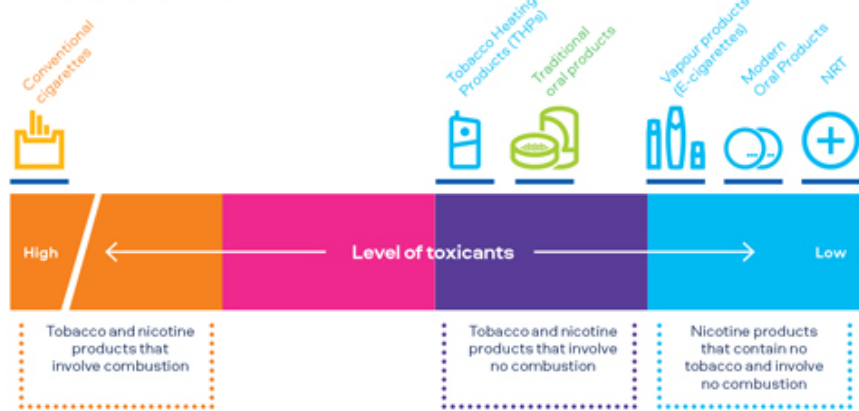 Conventional
cigarettes
Tobacco Heating
Products (THPs)
Traditional
oral products
Vapour products
(E-cigarettes)
Modern
Oral Products
NRT
High
Level of toxicants
Low
Tobacco and nicotine
products that
involve combustion
Tobacco and nicotine
products that involve
no combustion
Nicotine products
that contain no
tobacco and involve
no combustion